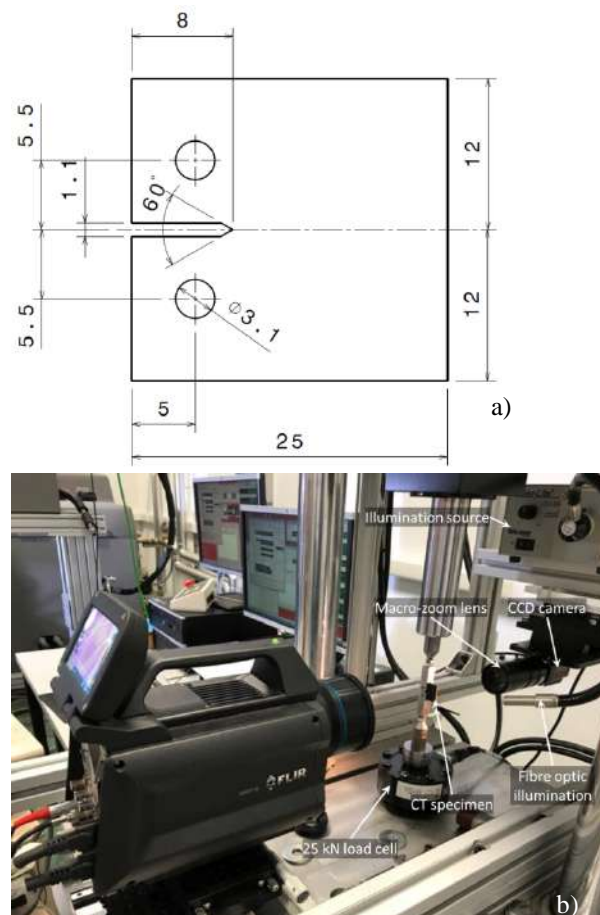 8
5.5
1.1
60°
12
5.5
⌀3.1
12
5
a)
25
Illumination source
Macro-zoom lens
CCD camera
FLIR
Fibre optic
illumination
CT specimen
25 kN load cell
b)